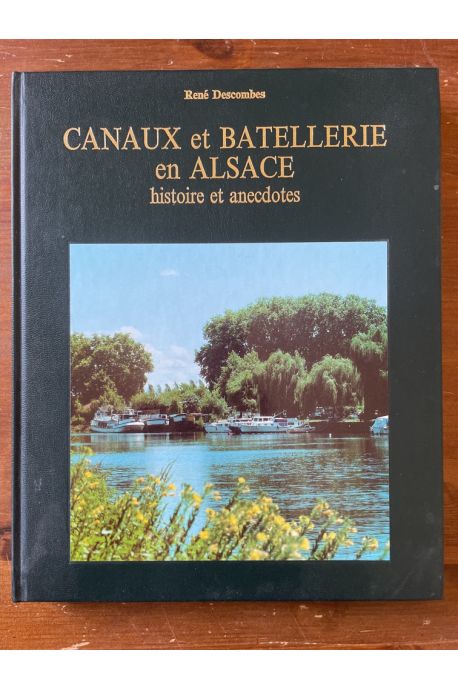 René Descombes
CANAUX et BATELLERIE
en ALSACE
histoire et anecdotes